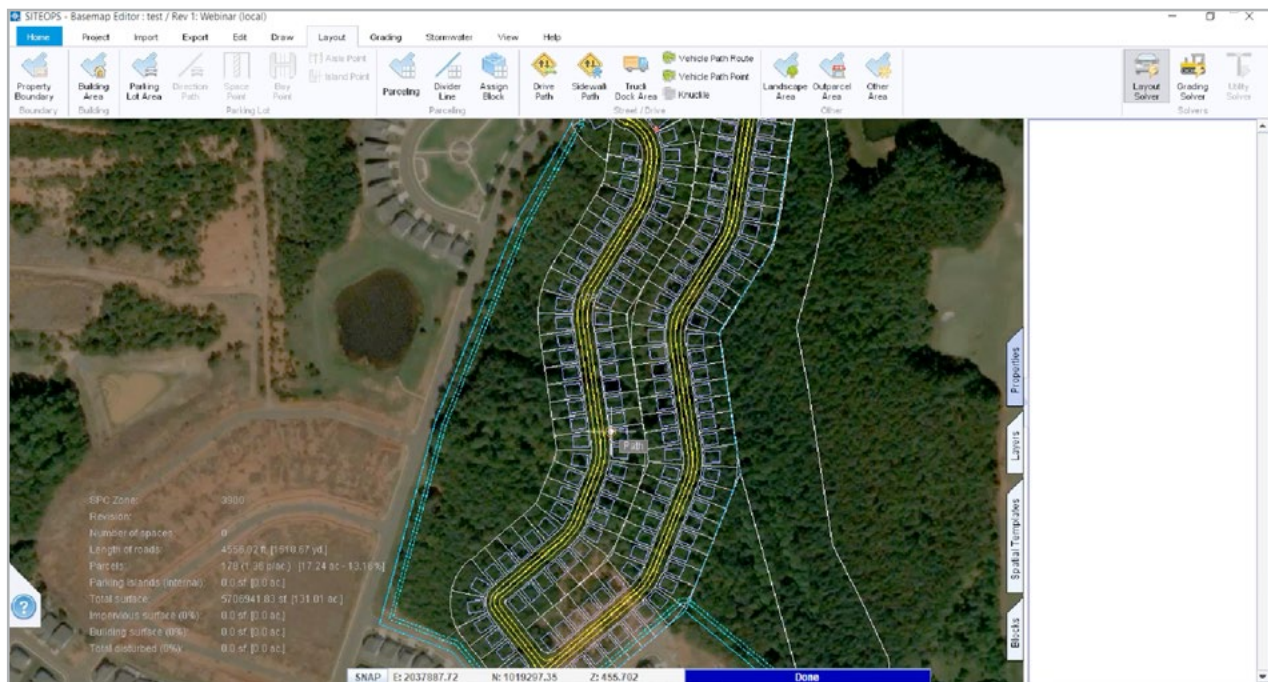 SITEOPS - Basemap Editor : test / Rev 1: Webinar (local)
Home Project Import Export Edit Draw Layout Grading Stormwater View Help
Property Boundary
Building Area
Parking Lot Area
Direction Path
Space Point
Bay Point
Aisle Point
Island Point
Parceling
Divider Line
Assign Block
Drive Path
Sidewalk Path
Truck Dock Area
Vehicle Path Route
Vehicle Path Point
Knuckle
Landscape Area
Outparcel Area
Other Area
Layout Solver
Grading Solver
Utility Solver
Boundary Building Parking Lot Parceling Street / Drive Other Solvers
Properties
Layers
Spatial Templates
Blocks
Path
SPC Zone: 3900
Revision:
Number of spaces: 0
Length of roads:
Parcels:
Parking Islands (internal): 0.0 sf [0.0 ac.]
Total surface: 5706941.83 sf [131.01 ac.]
Impervious surface (0%): 0.0 sf [0.0 ac.]
Building surface (0%): 0.0 sf [0.0 ac.]
Total disturbed (0%): 0.0 sf [0.0 ac.]
?
SNAP E: 2037887.72 N: 1019297.35 Z: 455.702 Done